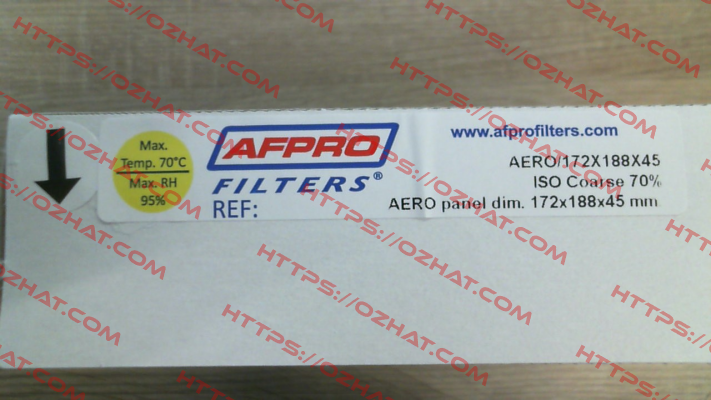 Max.
Temp. 70°C
Max. RH
95%
AFPRO
FILTERS®
REF:
www.afprofilters.com
AERO/172X188X45
ISO Coarse 70%
AERO panel dim. 172x188x45 mm
HTTPS://OZHAT.COM